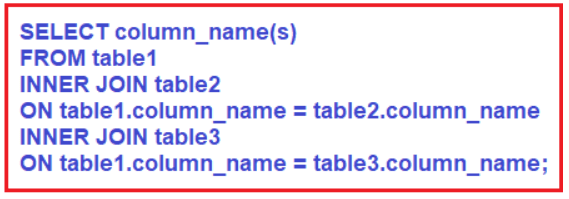 SELECT column_name(s)
FROM table1
INNER JOIN table2
ON table1.column_name = table2.column_name
INNER JOIN table3
ON table1.column_name = table3.column_name;